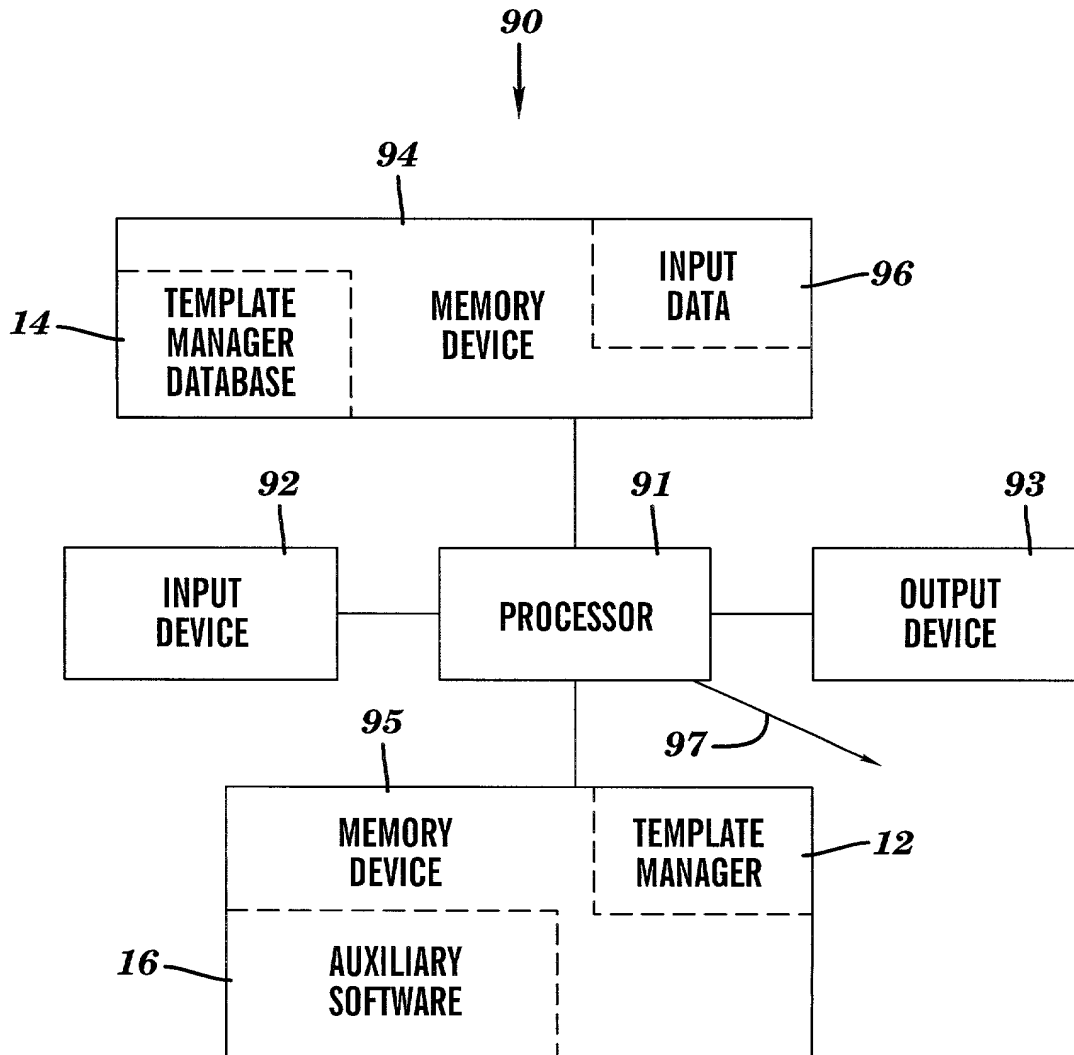 90
94
INPUT
DATA
96
14
TEMPLATE
MANAGER
DATABASE
MEMORY
DEVICE
92
91
93
INPUT
DEVICE
PROCESSOR
OUTPUT
DEVICE
97
95
MEMORY
DEVICE
TEMPLATE
MANAGER
12
16
AUXILIARY
SOFTWARE